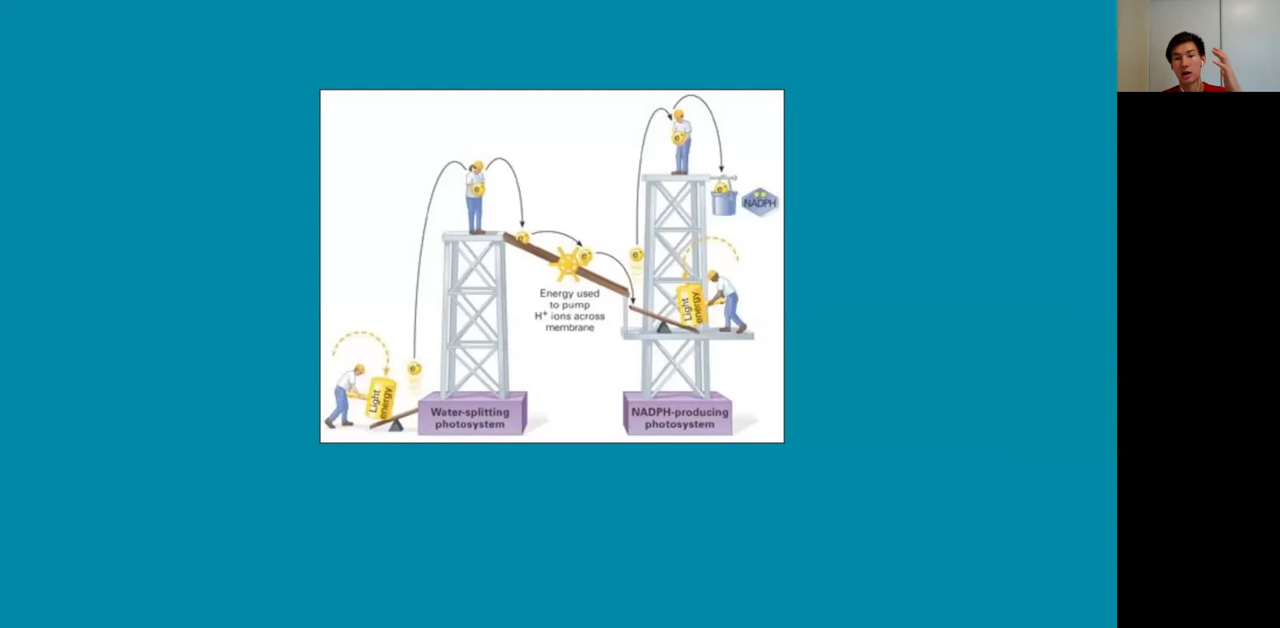 e⁻
e⁻
NADPH
e⁻
e⁻
e⁻
e⁻
Light
energy
Energy used
to pump
H⁺ ions across
membrane
e⁻
Light
energy
Water-splitting
photosystem
NADPH-producing
photosystem